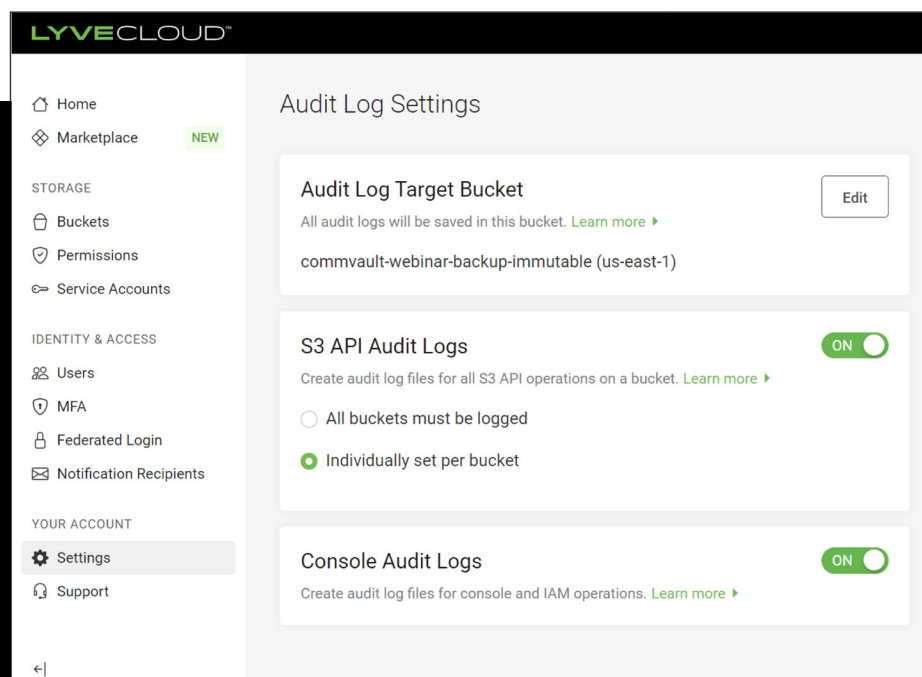 LYVECLOUD™
Home
Marketplace NEW
STORAGE
Buckets
Permissions
Service Accounts
IDENTITY & ACCESS
Users
MFA
Federated Login
Notification Recipients
YOUR ACCOUNT
Settings
Support
Audit Log Settings
Audit Log Target Bucket
Edit
All audit logs will be saved in this bucket. Learn more
commvault-webinar-backup-immutable (us-east-1)
S3 API Audit Logs
ON
Create audit log files for all S3 API operations on a bucket. Learn more
All buckets must be logged
Individually set per bucket
Console Audit Logs
ON
Create audit log files for console and IAM operations. Learn more